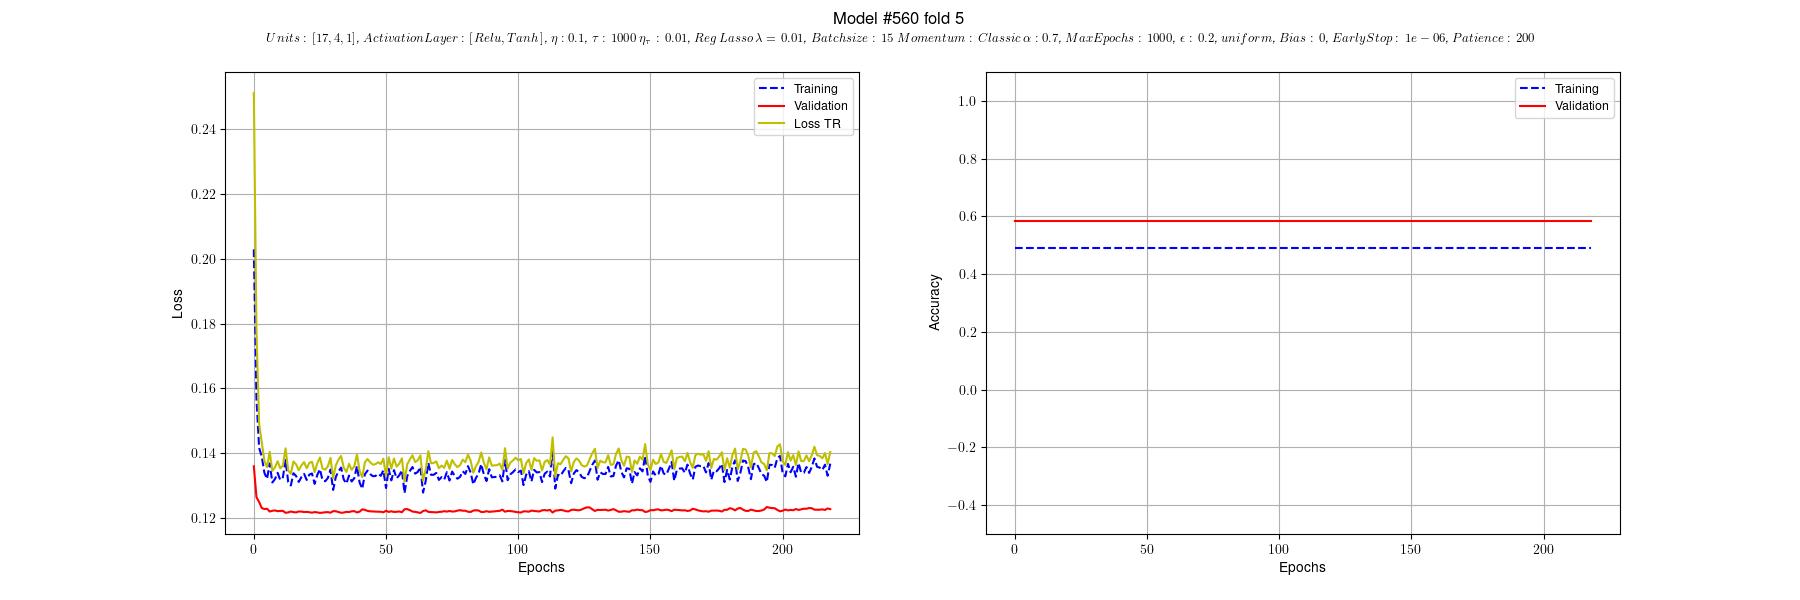 Model #560 fold 5
Units : [17, 4, 1], ActivationLayer : [Relu, Tanh], η : 0.1, τ : 1000 η_τ : 0.01, Reg Lasso λ = 0.01, Batchsize : 15 Momentum : Classic α : 0.7, MaxEpochs : 1000, ϵ : 0.2, uniform, Bias : 0, EarlyStop : 1e − 06, Patience : 200
Training
Validation
Loss TR
0.24
0.22
0.20
0.18
0.16
0.14
0.12
Loss
0
50
100
150
200
Epochs
Training
Validation
1.0
0.8
0.6
0.4
0.2
0.0
−0.2
−0.4
Accuracy
0
50
100
150
200
Epochs